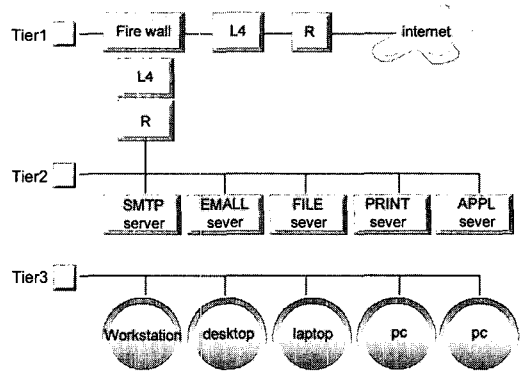 Tier1 Fire wall L4 R internet
L4
R
Tier2
SMTP EMALL FILE PRINT APPL
server sever sever sever sever
Tier3
Workstation desktop laptop pc pc